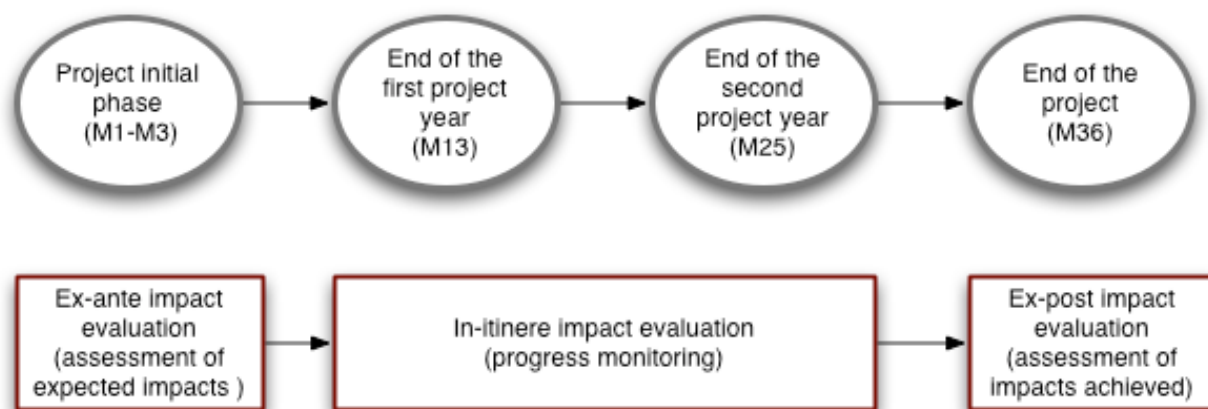 Project initial
phase
(M1-M3)
End of the
first project
year
(M13)
End of the
second
project year
(M25)
End of the
project
(M36)
Ex-ante impact
evaluation
(assessment of
expected impacts )
In-itinere impact evaluation
(progress monitoring)
Ex-post impact
evaluation
(assessment of
impacts achieved)